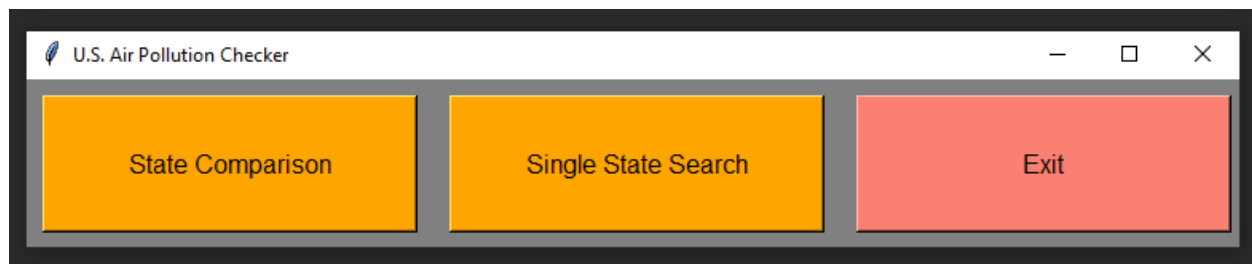 U.S. Air Pollution Checker
State Comparison
Single State Search
Exit